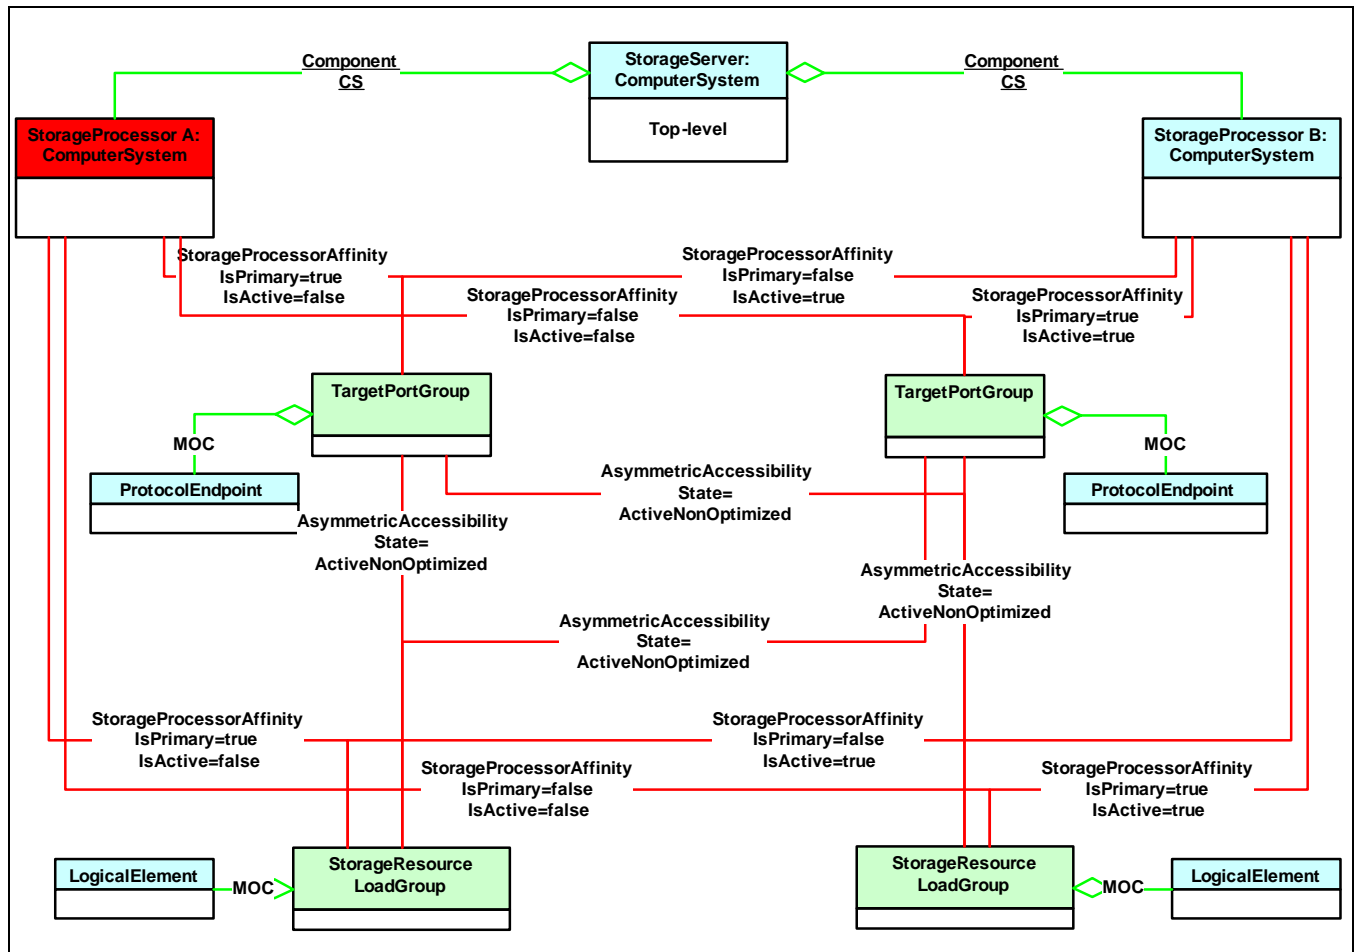 Component
CS
StorageServer:
ComputerSystem
Top-level
Component
CS
StorageProcessor A:
ComputerSystem
StorageProcessor B:
ComputerSystem
StorageProcessorAffinity
IsPrimary=true
IsActive=false
StorageProcessorAffinity
IsPrimary=false
IsActive=true
StorageProcessorAffinity
IsPrimary=false
IsActive=false
StorageProcessorAffinity
IsPrimary=true
IsActive=true
TargetPortGroup
TargetPortGroup
MOC
MOC
ProtocolEndpoint
ProtocolEndpoint
AsymmetricAccessibility
State=
ActiveNonOptimized
AsymmetricAccessibility
State=
ActiveNonOptimized
AsymmetricAccessibility
State=
ActiveNonOptimized
AsymmetricAccessibility
State=
ActiveNonOptimized
StorageProcessorAffinity
IsPrimary=true
IsActive=false
StorageProcessorAffinity
IsPrimary=false
IsActive=true
StorageProcessorAffinity
IsPrimary=false
IsActive=false
StorageProcessorAffinity
IsPrimary=true
IsActive=true
LogicalElement
MOC
StorageResource
LoadGroup
StorageResource
LoadGroup
MOC
LogicalElement